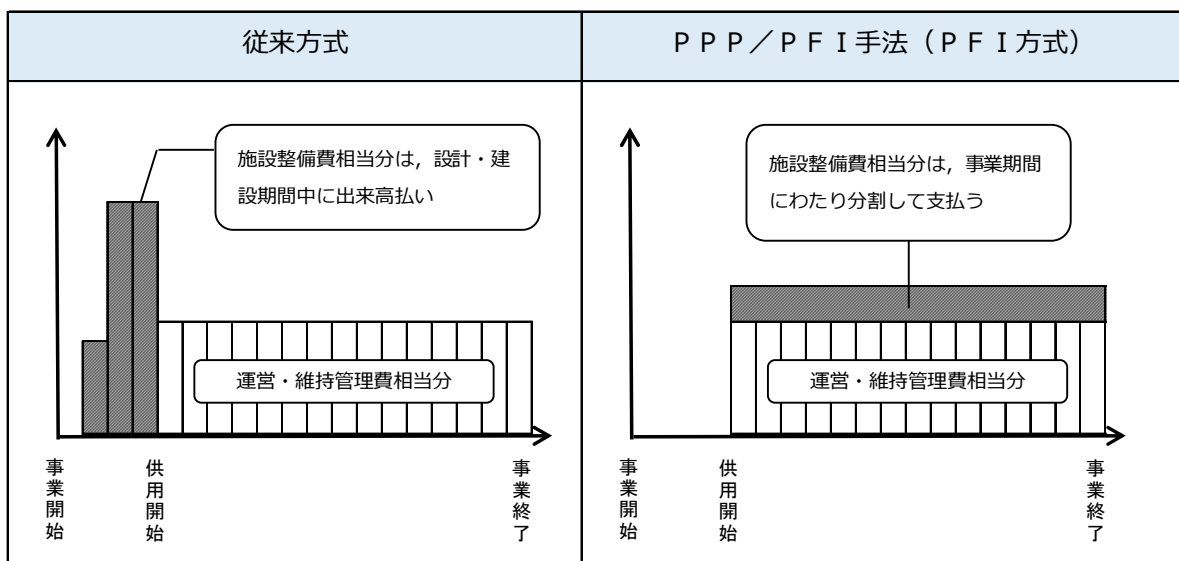 従来方式
PPP/PFI手法(PFI方式)
施設整備費相当分は,設計・建
設期間中に出来高払い
運営・維持管理費相当分
事業開始
供用開始
事業終了
施設整備費相当分は,事業期間
にわたり分割して支払う
運営・維持管理費相当分
事業開始
供用開始
事業終了